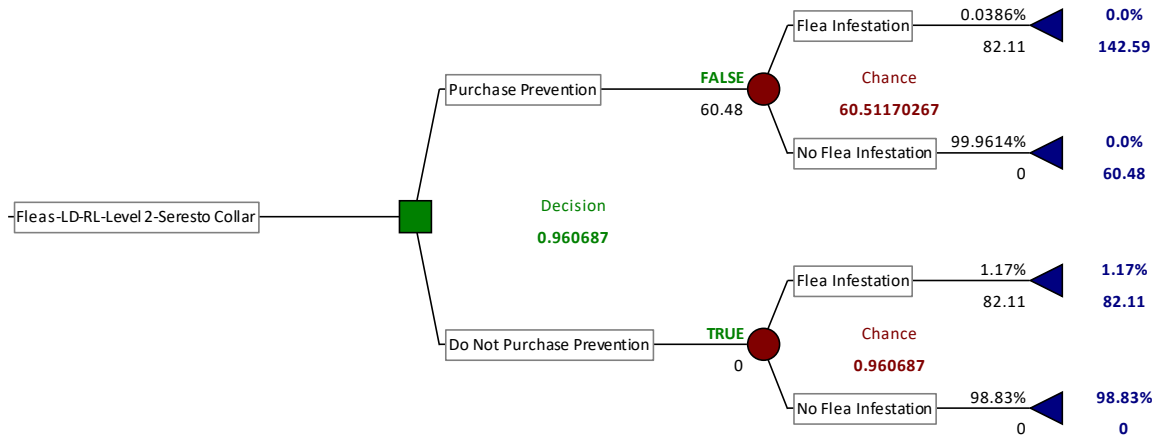 Flea Infestation 0.0386% 0.0%
82.11 142.59
Purchase Prevention FALSE Chance
60.48 60.51170267
No Flea Infestation 99.9614% 0.0%
0 60.48
Fleas-LD-RL-Level 2-Seresto Collar Decision
0.960687
Flea Infestation 1.17% 1.17%
82.11 82.11
Do Not Purchase Prevention TRUE Chance
0 0.960687
No Flea Infestation 98.83% 98.83%
0 0